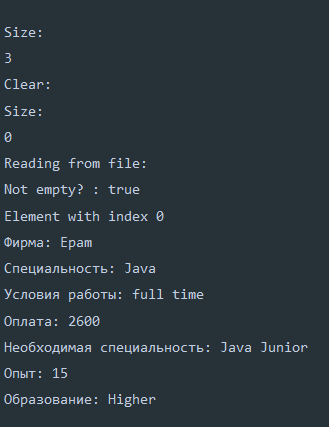 Size:
3
Clear:
Size:
0
Reading from file:
Not empty? : true
Element with index 0
Фирма: Epam
Специальность: Java
Условия работы: full time
Оплата: 2600
Необходимая специальность: Java Junior
Опыт: 15
Образование: Higher